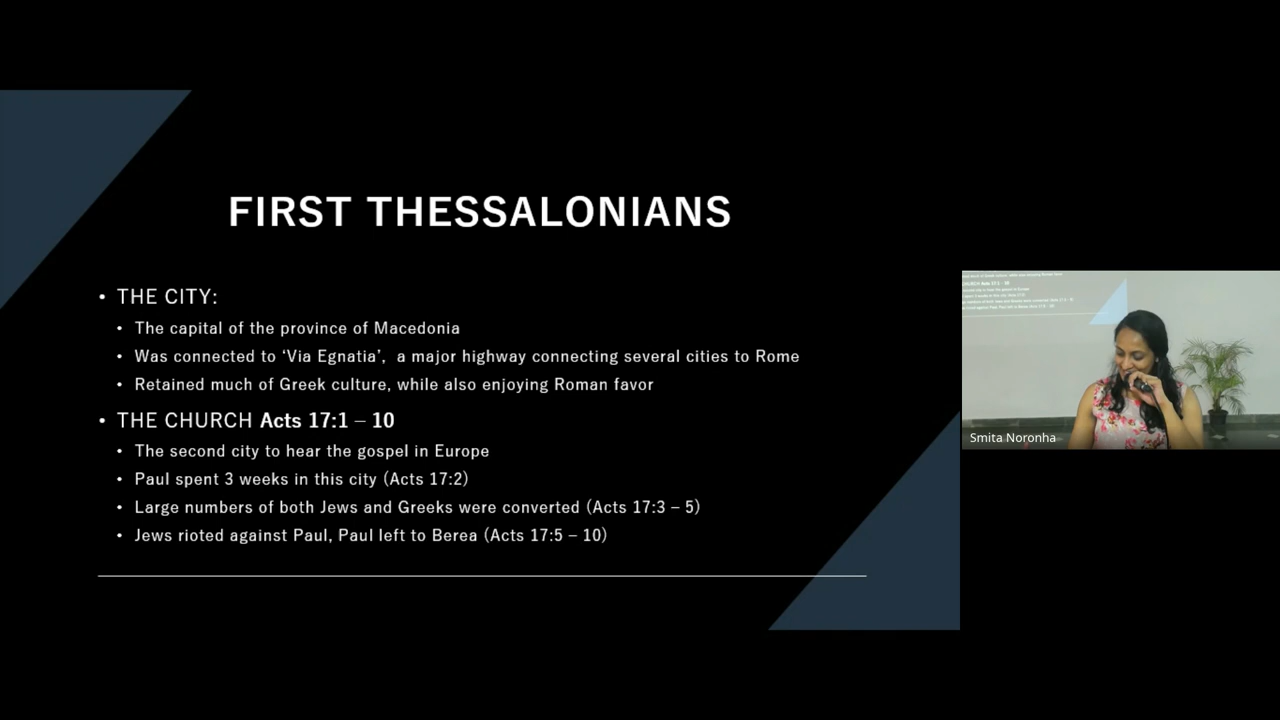 FIRST THESSALONIANS
• THE CITY:
• The capital of the province of Macedonia
• Was connected to ‘Via Egnatia’, a major highway connecting several cities to Rome
• Retained much of Greek culture, while also enjoying Roman favor
• THE CHURCH Acts 17:1 – 10
• The second city to hear the gospel in Europe
• Paul spent 3 weeks in this city (Acts 17:2)
• Large numbers of both Jews and Greeks were converted (Acts 17:3 – 5)
• Jews rioted against Paul, Paul left to Berea (Acts 17:5 – 10)
Smita Noronha